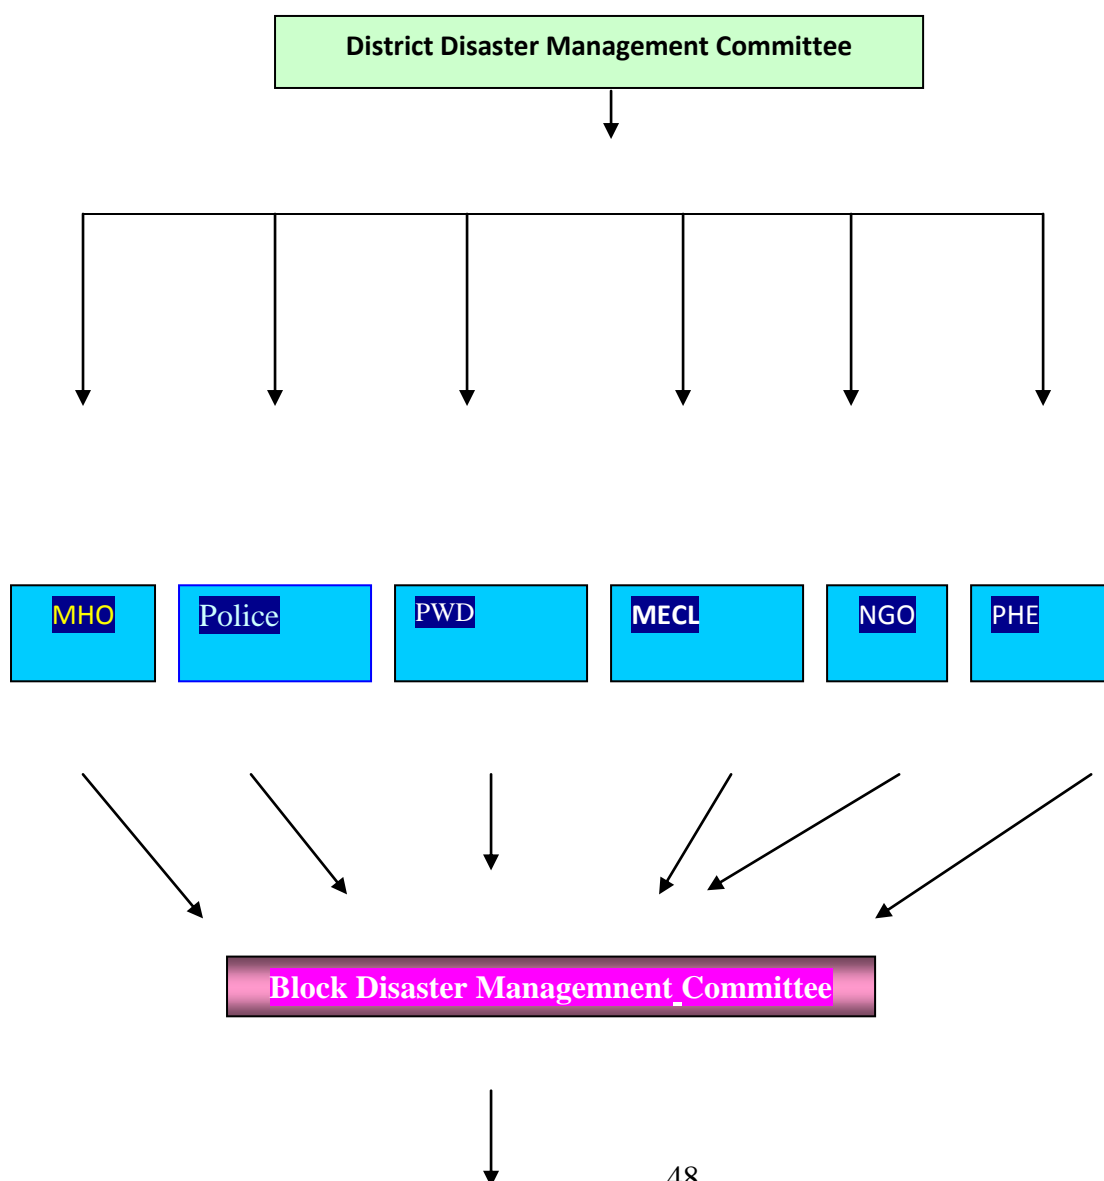 District Disaster Management Committee
MHO
Police
PWD
MECL
NGO
PHE
Block Disaster Managemnent Committee
48